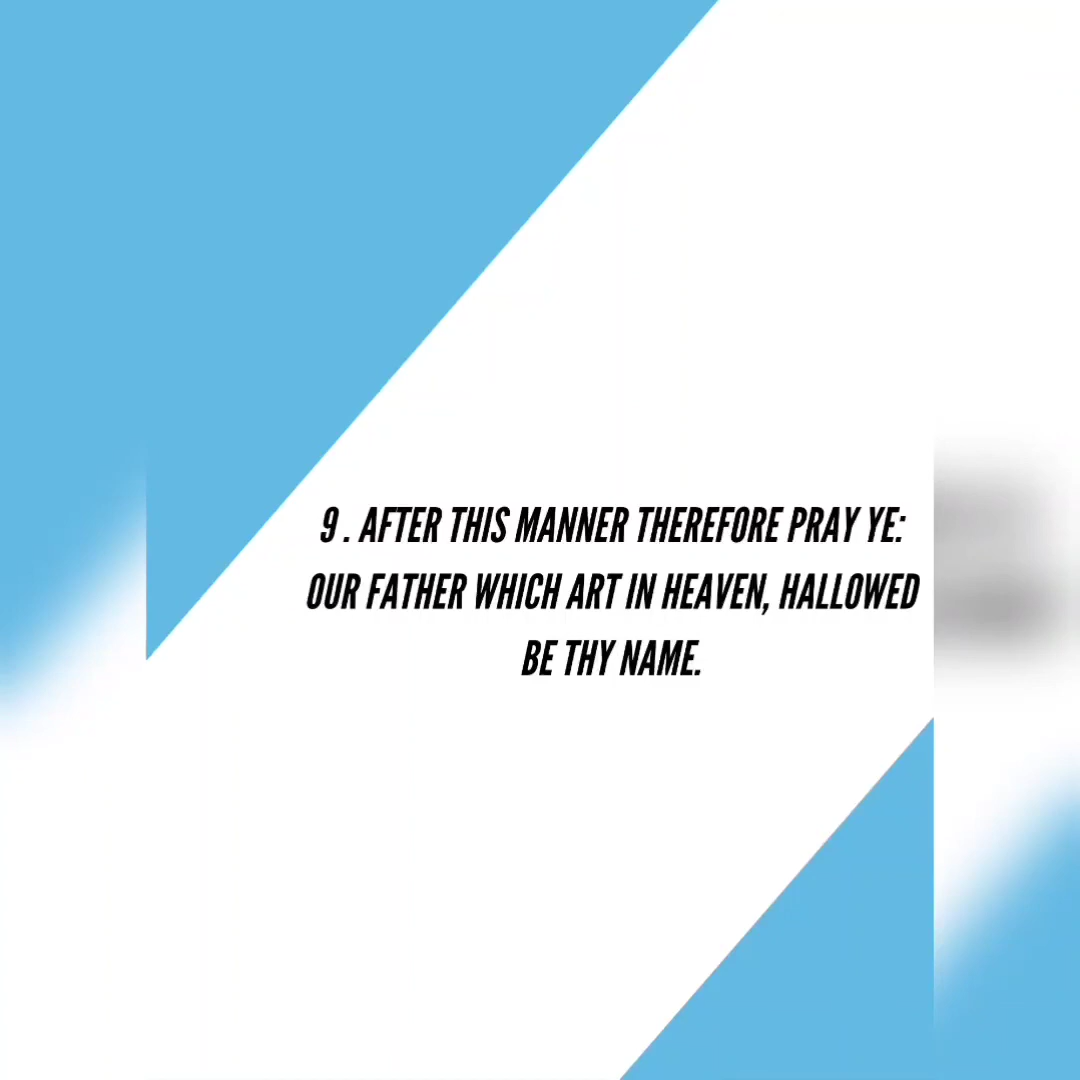 9 . AFTER THIS MANNER THEREFORE PRAY YE:
OUR FATHER WHICH ART IN HEAVEN, HALLOWED
BE THY NAME.